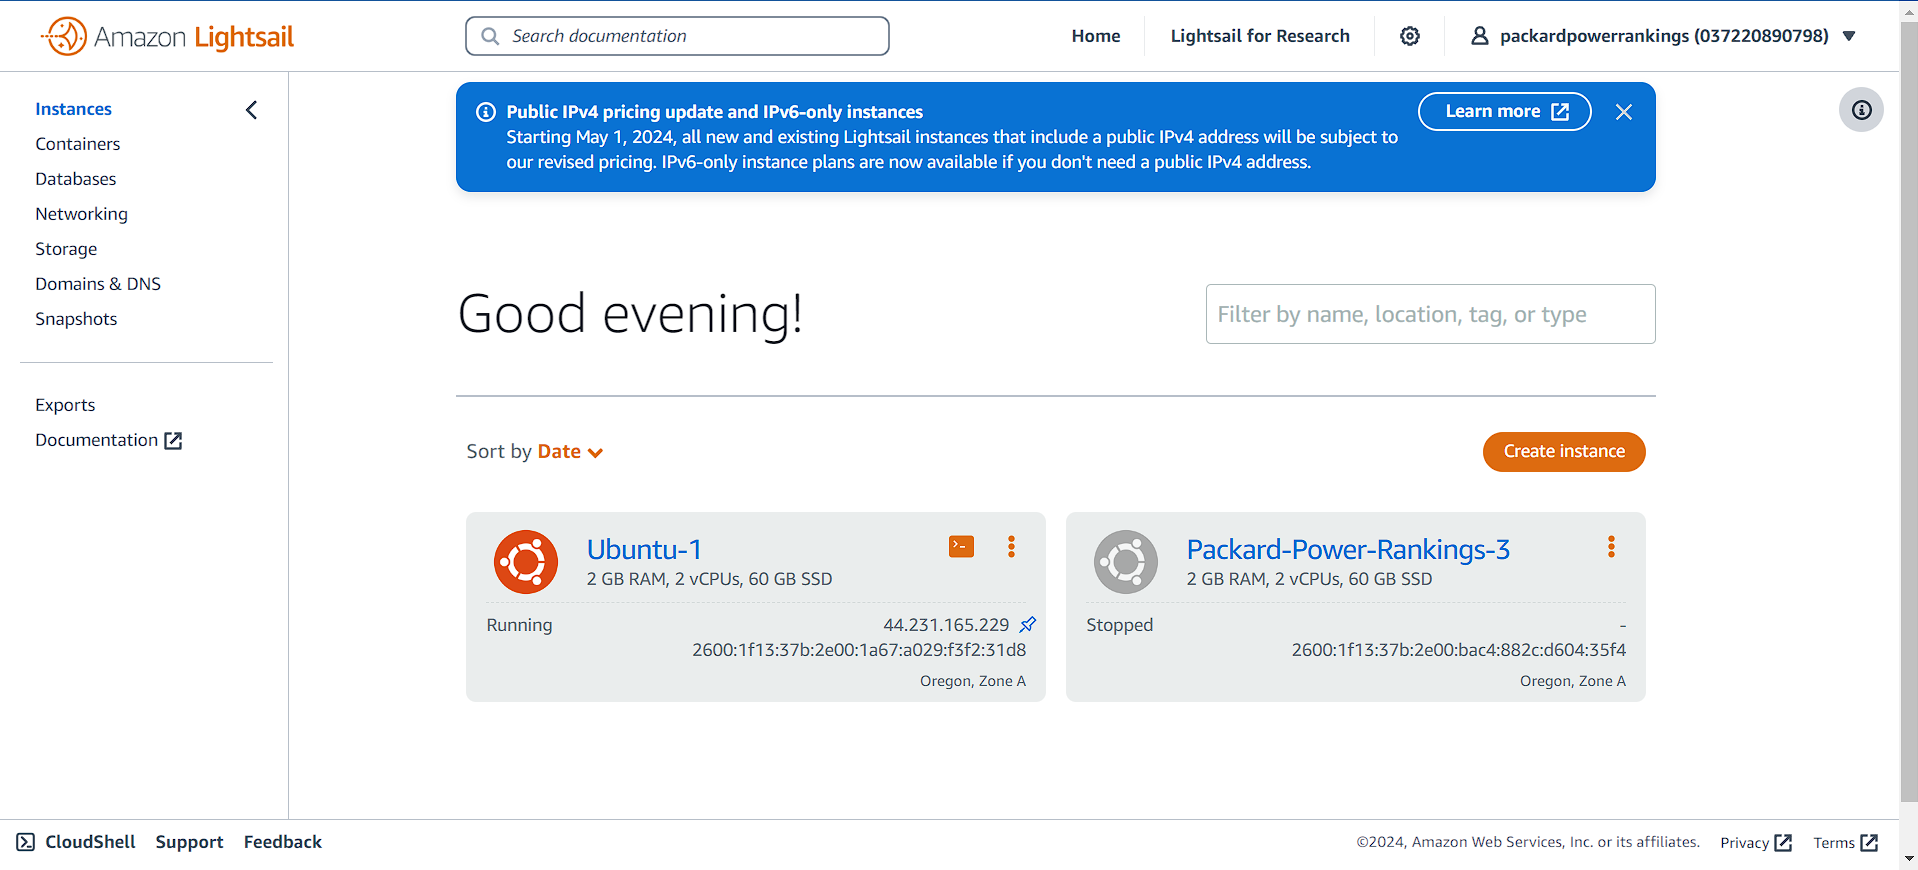 Amazon Lightsail
Search documentation
Home
Lightsail for Research
packardpowerrankings (037220890798)
Instances
Containers
Databases
Networking
Storage
Domains & DNS
Snapshots
Exports
Documentation
Public IPv4 pricing update and IPv6-only instances
Starting May 1, 2024, all new and existing Lightsail instances that include a public IPv4 address will be subject to
our revised pricing. IPv6-only instance plans are now available if you don't need a public IPv4 address.
Learn more
Good evening!
Filter by name, location, tag, or type
Sort by Date
Create instance
Ubuntu-1
2 GB RAM, 2 vCPUs, 60 GB SSD
Running
44.231.165.229
2600:1f13:37b:2e00:1a67:a029:f3f2:31d8
Oregon, Zone A
Packard-Power-Rankings-3
2 GB RAM, 2 vCPUs, 60 GB SSD
Stopped
-
2600:1f13:37b:2e00:bac4:882c:d604:35f4
Oregon, Zone A
CloudShell
Support
Feedback
©2024, Amazon Web Services, Inc. or its affiliates.
Privacy
Terms